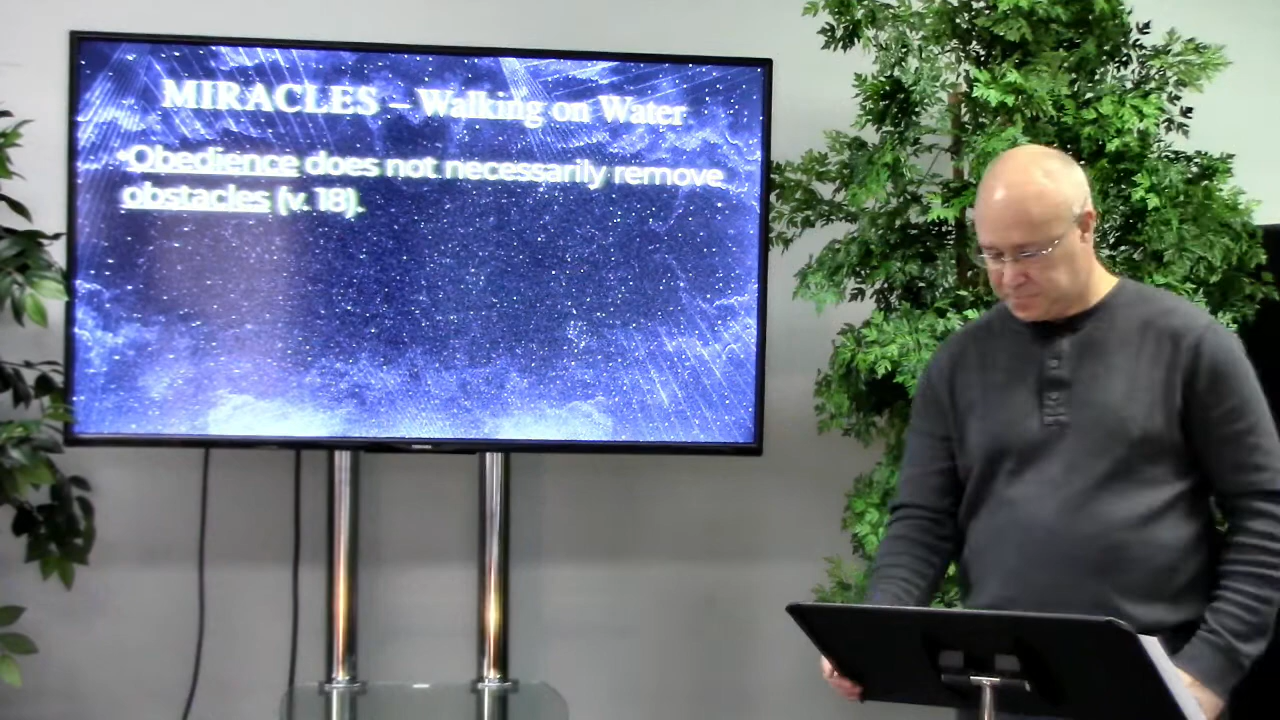 MIRACLES – Walking on Water
•Obedience does not necessarily remove
obstacles (v. 18).